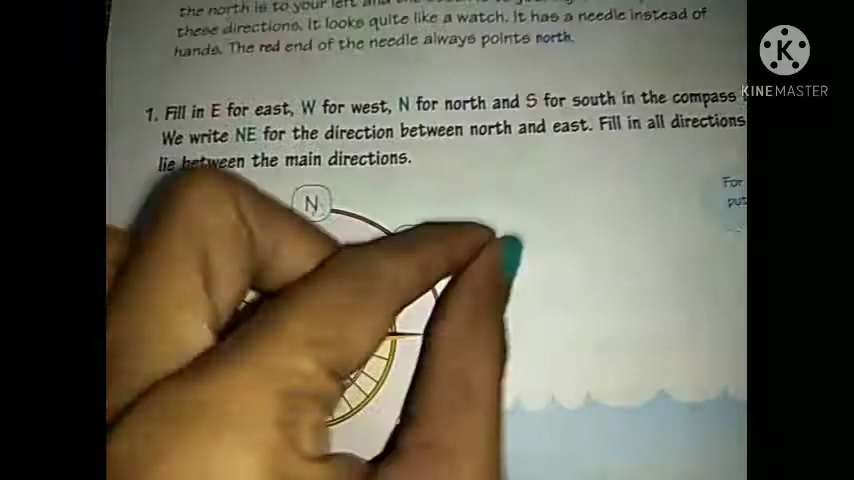 the north is to your left and the
these directions. It looks quite like a watch. It has a needle instead of
hands. The red end of the needle always points north.
1. Fill in E for east, W for west, N for north and S for south in the compass
We write NE for the direction between north and east. Fill in all directions
lie between the main directions.
N
For
put
K
KINEMASTER